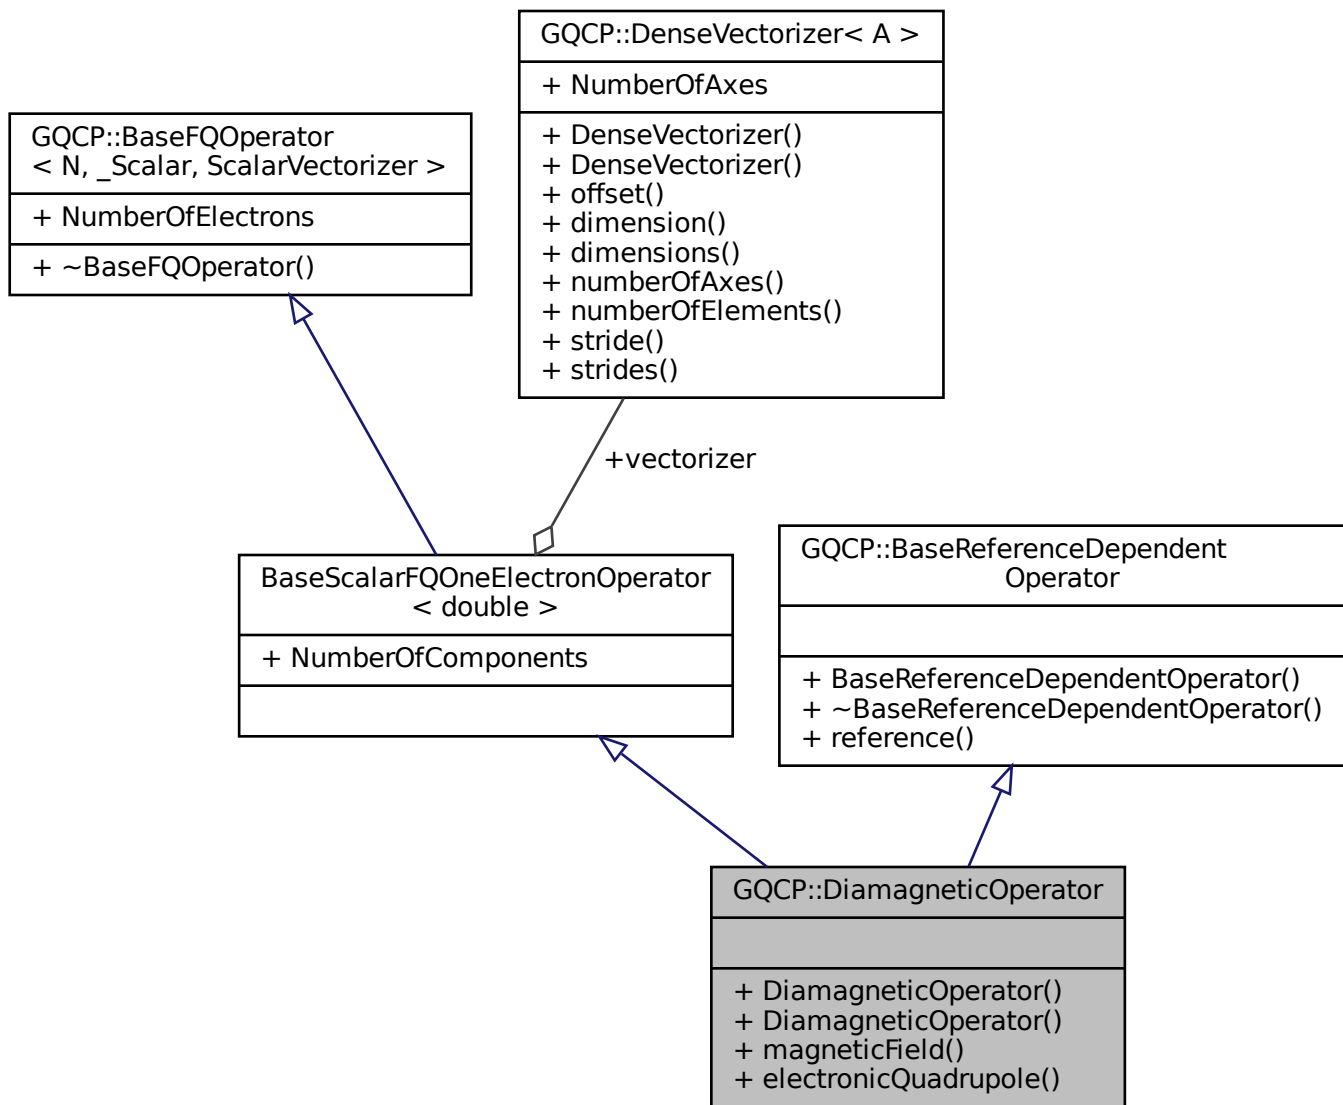 GQCP::DenseVectorizer< A >
+ NumberOfAxes
+ DenseVectorizer()
+ DenseVectorizer()
+ offset()
+ dimension()
+ dimensions()
+ numberOfAxes()
+ numberOfElements()
+ stride()
+ strides()
GQCP::BaseFQOperator
< N, _Scalar, ScalarVectorizer >
+ NumberOfElectrons
+ ~BaseFQOperator()
+vectorizer
BaseScalarFQOneElectronOperator
< double >
+ NumberOfComponents
GQCP::BaseReferenceDependent
Operator
+ BaseReferenceDependentOperator()
+ ~BaseReferenceDependentOperator()
+ reference()
GQCP::DiamagneticOperator
+ DiamagneticOperator()
+ DiamagneticOperator()
+ magneticField()
+ electronicQuadrupole()